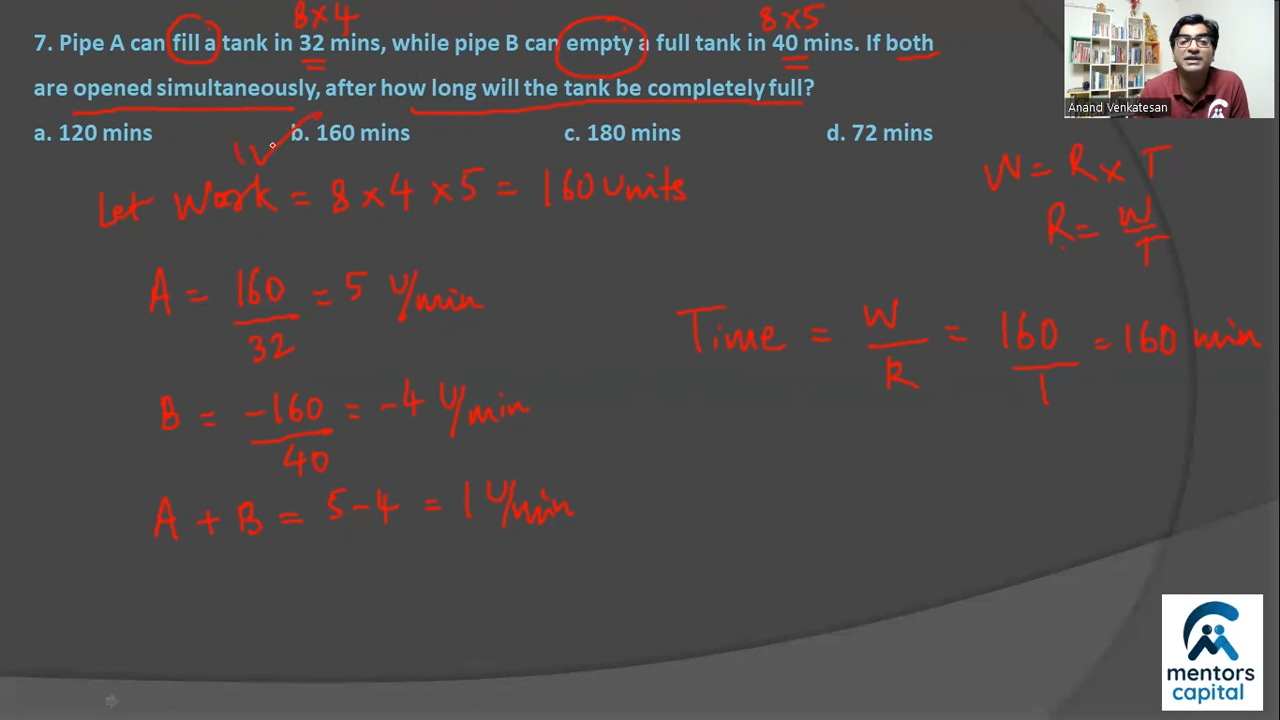 8x4 8x5
7. Pipe A can fill a tank in 32 mins, while pipe B can empty a full tank in 40 mins. If both
are opened simultaneously, after how long will the tank be completely full?
a. 120 mins b. 160 mins c. 180 mins d. 72 mins
Anand Venkatesan
Let Work = 8 x 4 x 5 = 160 Units
W = R x T
R = W/T
A = 160/32 = 5 U/min
Time = W/R = 160/1 = 160 min
B = -160/40 = -4 U/min
A + B = 5 - 4 = 1 U/min
mentors
capital